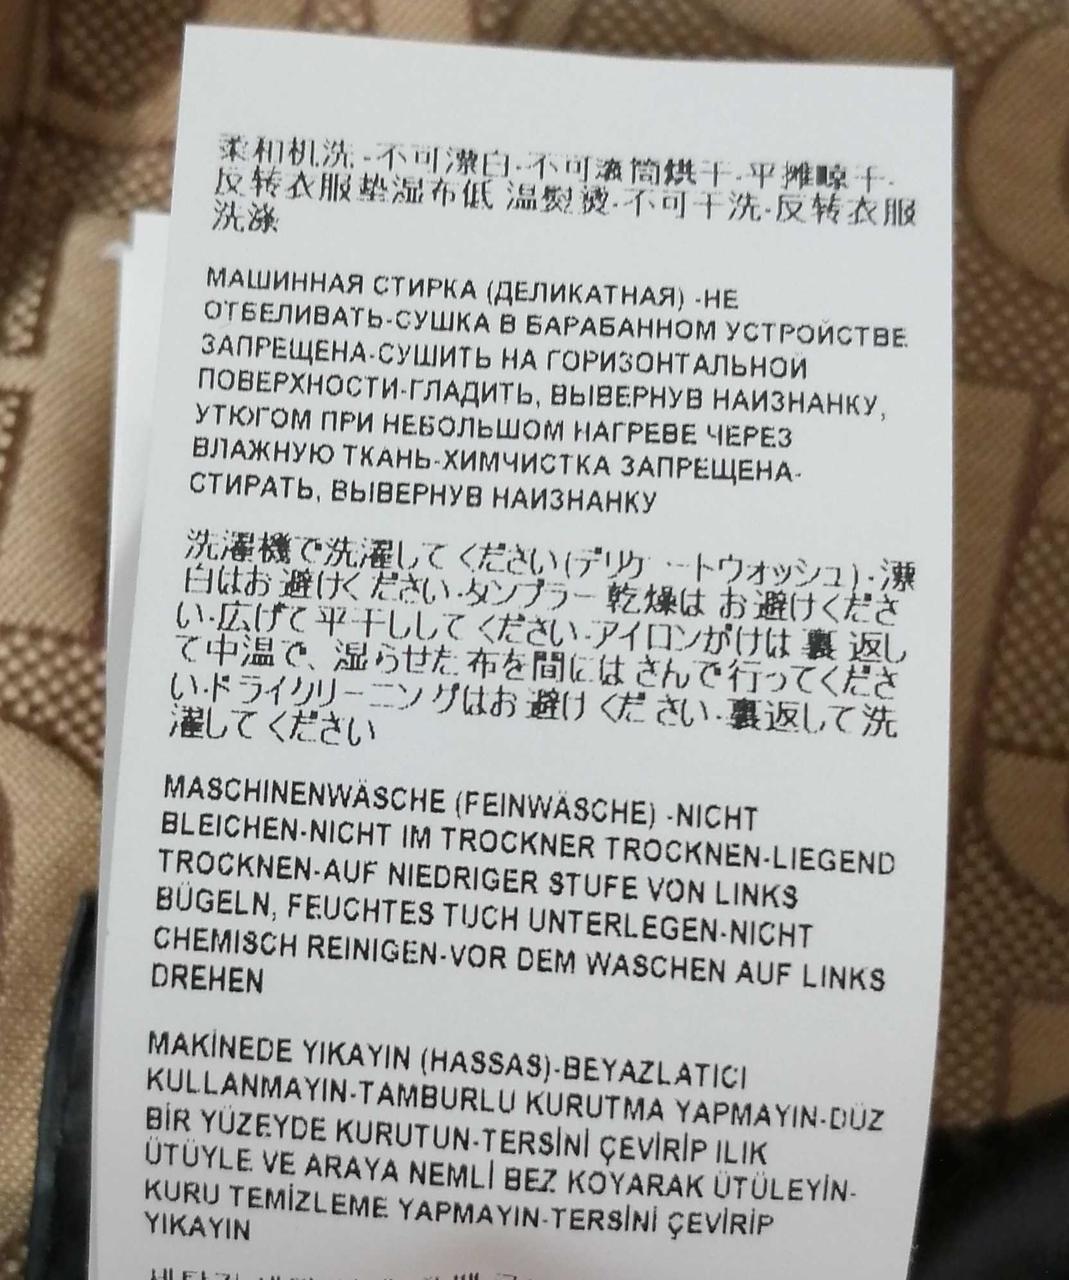 柔和机洗-不可漂白-不可滚筒烘干-平摊晾干-
反转衣服垫湿布低 温熨烫-不可干洗-反转衣服
洗涤
МАШИННАЯ СТИРКА (ДЕЛИКАТНАЯ) -НЕ
ОТБЕЛИВАТЬ-СУШКА В БАРАБАННОМ УСТРОЙСТВЕ
ЗАПРЕЩЕНА-СУШИТЬ НА ГОРИЗОНТАЛЬНОЙ
ПОВЕРХНОСТИ-ГЛАДИТЬ, ВЫВЕРНУВ НАИЗНАНКУ,
УТЮГОМ ПРИ НЕБОЛЬШОМ НАГРЕВЕ ЧЕРЕЗ
ВЛАЖНУЮ ТКАНЬ-ХИМЧИСТКА ЗАПРЕЩЕНА-
СТИРАТЬ, ВЫВЕРНУВ НАИЗНАНКУ
洗濯機で洗濯してください(デリケートウォッシュ)-漂
白はお 避けください-タンブラー 乾燥は お避けくださ
い-広げて平干ししてください-アイロンがけは 裏 返し
て中温で、湿らせた 布を間には さんで行ってくださ
い-ドライクリーニングはお 避け ください-裏返して洗
濯してください
MASCHINENWÄSCHE (FEINWÄSCHE) -NICHT
BLEICHEN-NICHT IM TROCKNER TROCKNEN-LIEGEND
TROCKNEN-AUF NIEDRIGER STUFE VON LINKS
BÜGELN, FEUCHTES TUCH UNTERLEGEN-NICHT
CHEMISCH REINIGEN-VOR DEM WASCHEN AUF LINKS
DREHEN
MAKİNEDE YIKAYIN (HASSAS)-BEYAZLATICI
KULLANMAYIN-TAMBURLU KURUTMA YAPMAYIN-DÜZ
BİR YÜZEYDE KURUTUN-TERSİNİ ÇEVİRİP ILIK
ÜTÜYLE VE ARAYA NEMLİ BEZ KOYARAK ÜTÜLEYİN-
KURU TEMİZLEME YAPMAYIN-TERSİNİ ÇEVİRİP
YIKAYIN